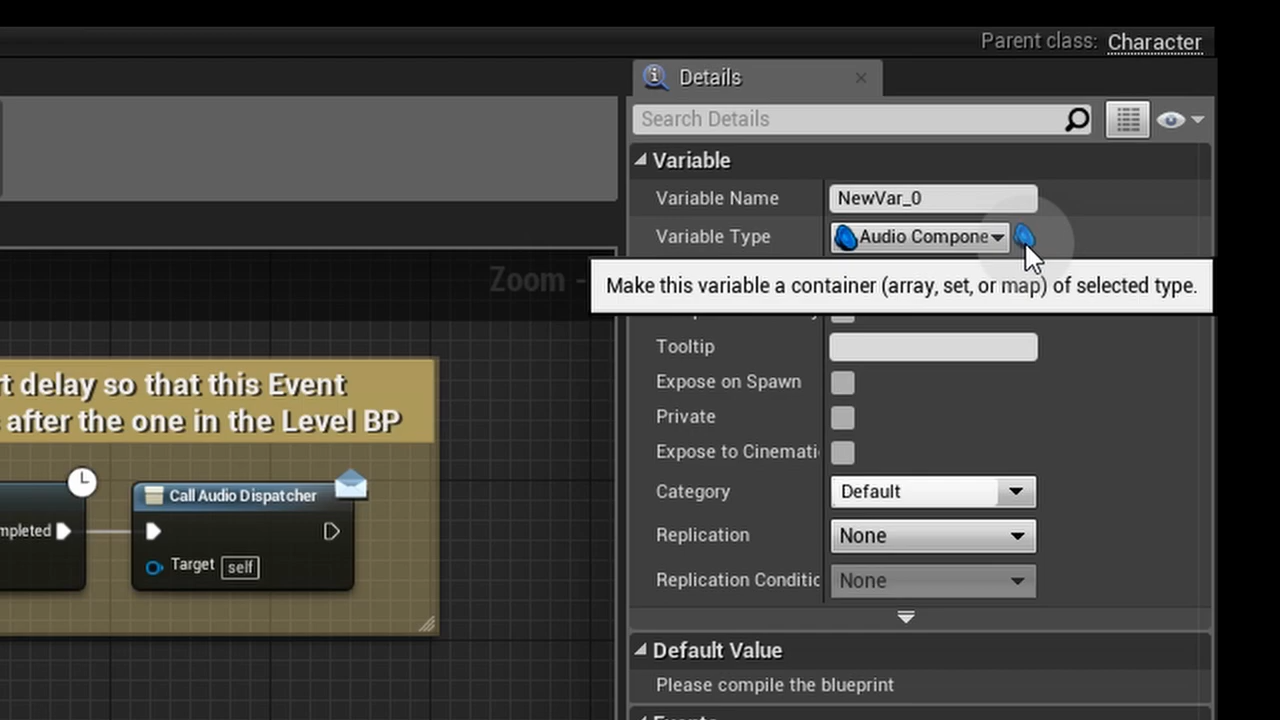 Parent class: Character
Details
Search Details
Variable
Variable Name NewVar_0
Variable Type Audio Compone
Zoom -
Make this variable a container (array, set, or map) of selected type.
Tooltip
Expose on Spawn
Private
Expose to Cinemati
Category Default
Replication None
Replication Conditic None
Default Value
Please compile the blueprint
t delay so that this Event
after the one in the Level BP
Call Audio Dispatcher
mpleted
Target self